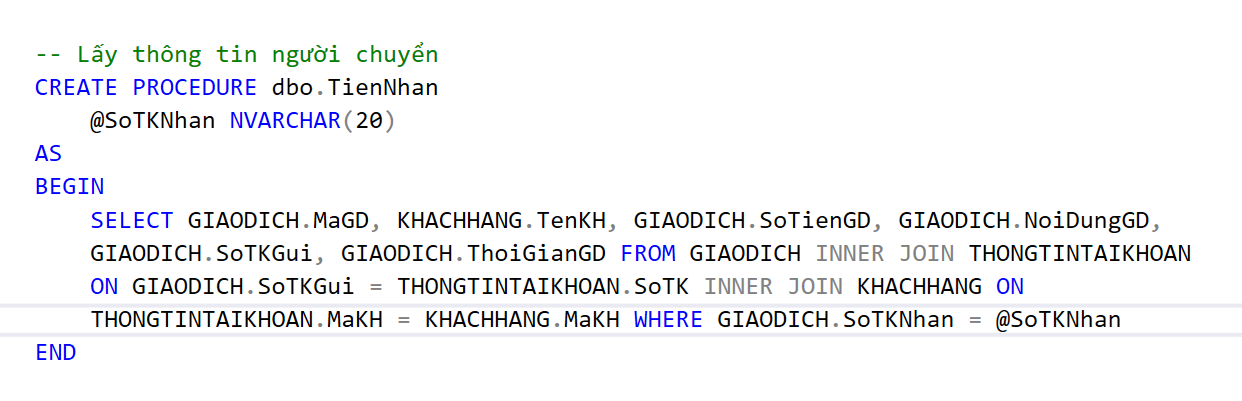 -- Lấy thông tin người chuyển
CREATE PROCEDURE dbo.TienNhan
@SoTKNhan NVARCHAR(20)
AS
BEGIN
SELECT GIAODICH.MaGD, KHACHHANG.TenKH, GIAODICH.SoTienGD, GIAODICH.NoiDungGD,
GIAODICH.SoTKGui, GIAODICH.ThoiGianGD FROM GIAODICH INNER JOIN THONGTINTAIKHOAN
ON GIAODICH.SoTKGui = THONGTINTAIKHOAN.SoTK INNER JOIN KHACHHANG ON
THONGTINTAIKHOAN.MaKH = KHACHHANG.MaKH WHERE GIAODICH.SoTKNhan = @SoTKNhan
END